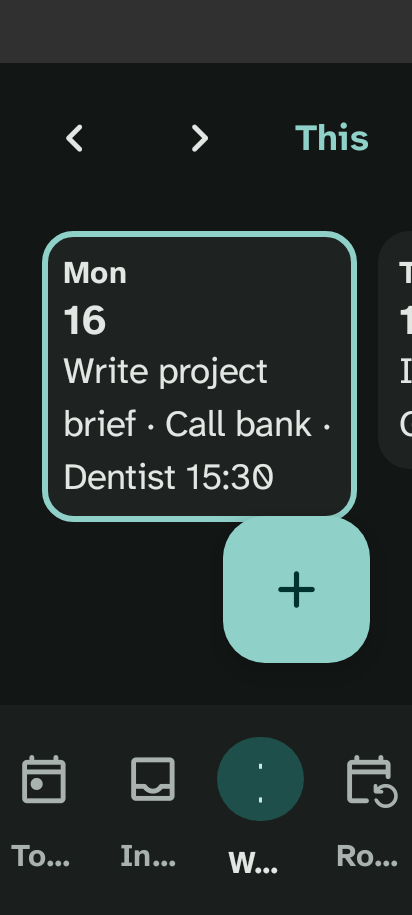 This
Mon
16
Write project
brief · Call bank ·
Dentist 15:30
To...
In...
W...
Ro...